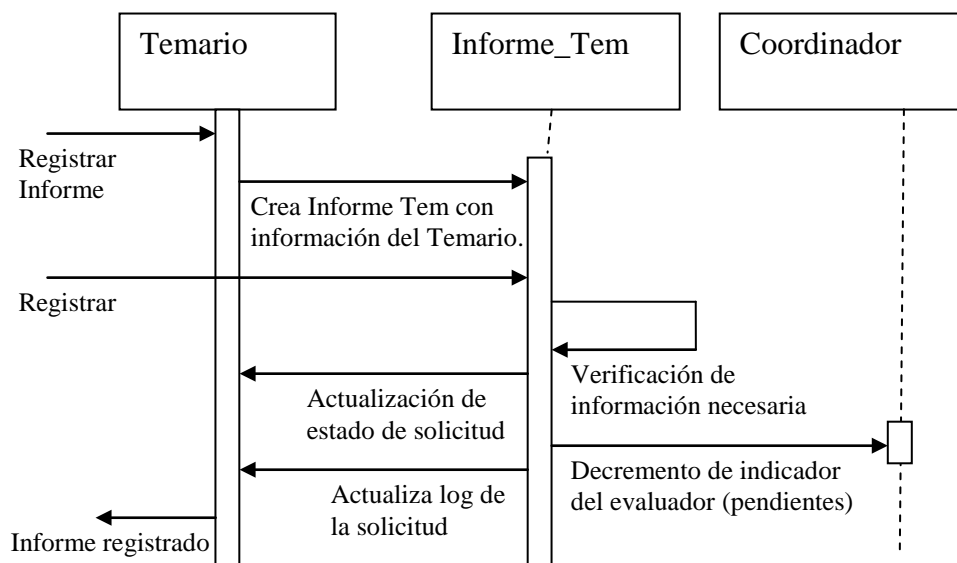 Temario
Informe_Tem
Coordinador
Registrar
Informe
Crea Informe Tem con
información del Temario.
Registrar
Verificación de
información necesaria
Actualización de
estado de solicitud
Decremento de indicador
del evaluador (pendientes)
Actualiza log de
la solicitud
Informe registrado